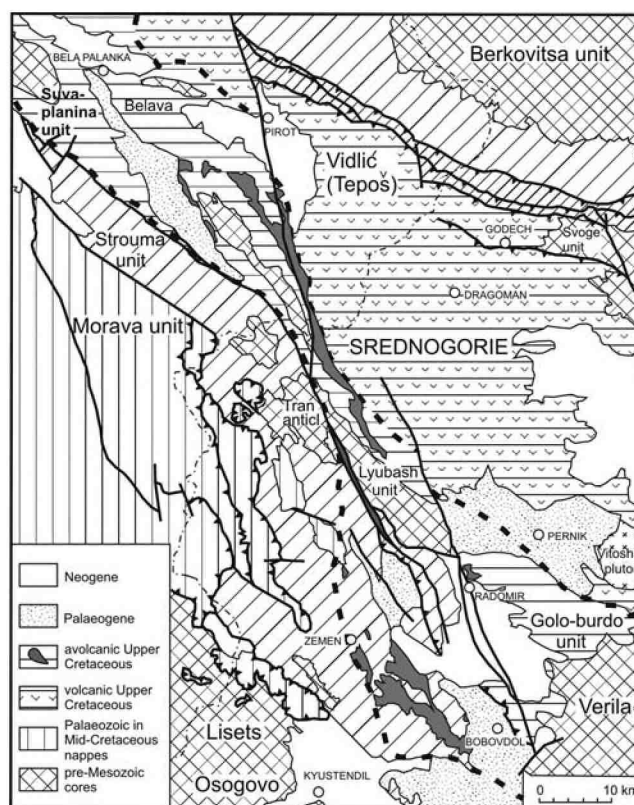 Berkovitsa unit
BELA PALANKA
Suva-
planina
unit
Belava
PIROT
Vidlić
(Tepoš)
Strouma
unit
GODECH
Svoge
unit
DRAGOMAN
Morava unit
SREDNOGORIE
Tran
anticl
Lyubash
unit
PERNIK
Vitosh
pluto
RADOMIR
Golo-burdo
unit
ZEMEN
Verila
BOBOVDOL
Lisets
Osogovo
KYUSTENDIL
0 10 km
Neogene
Palaeogene
avolcanic Upper
Cretaceous
volcanic Upper
Cretaceous
Palaeozoic in
Mid-Cretaceous
nappes
pre-Mesozoic
cores